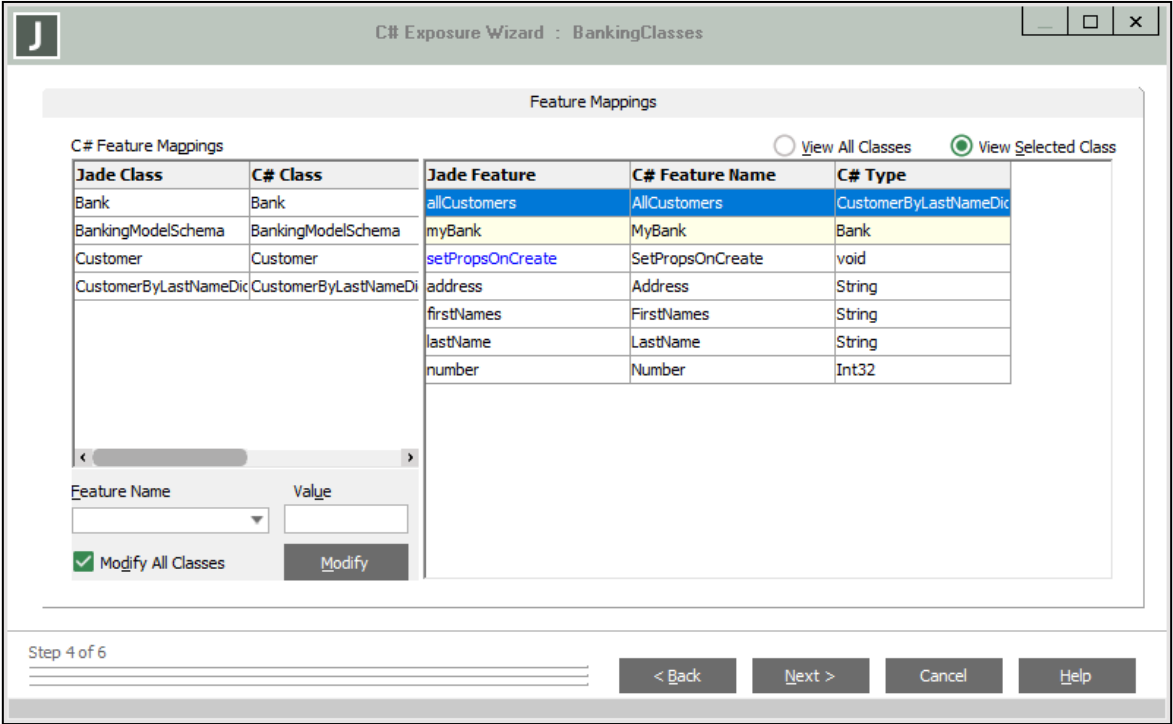 J
C# Exposure Wizard : BankingClasses
Feature Mappings
C# Feature Mappings
View All Classes
View Selected Class
Jade Class C# Class
Bank Bank
BankingModelSchema BankingModelSchema
Customer Customer
CustomerByLastNameDic CustomerByLastNameDi
Jade Feature C# Feature Name C# Type
allCustomers AllCustomers CustomerByLastNameDic
myBank MyBank Bank
setPropsOnCreate SetPropsOnCreate void
address Address String
firstNames FirstNames String
lastName LastName String
number Number Int32
Feature Name Value
Modify All Classes Modify
Step 4 of 6
< Back Next > Cancel Help